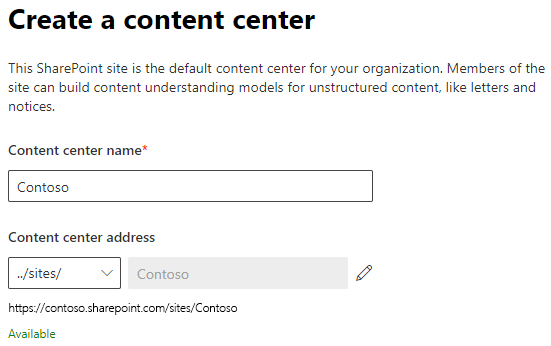 Create a content center
This SharePoint site is the default content center for your organization. Members of the
site can build content understanding models for unstructured content, like letters and
notices.
Content center name*
Contoso
Content center address
../sites/ Contoso
https://contoso.sharepoint.com/sites/Contoso
Available